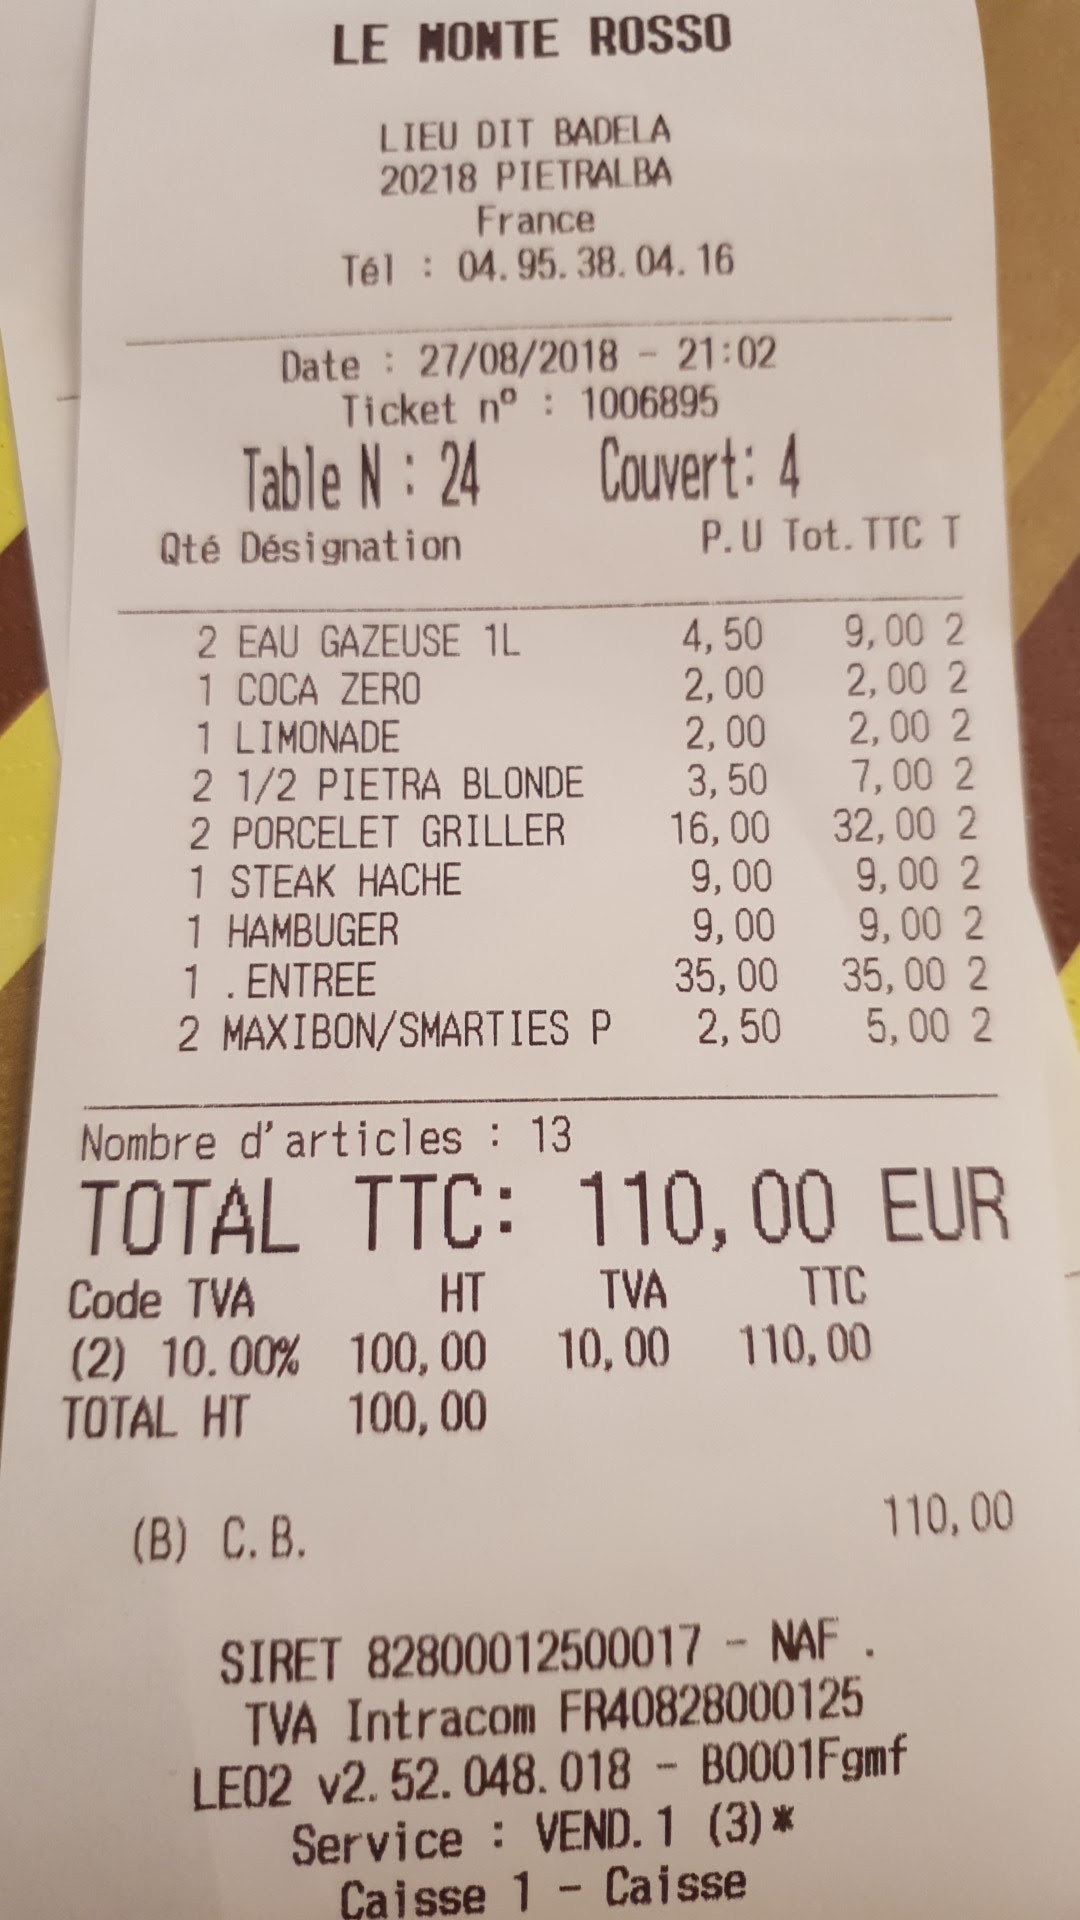 LE MONTE ROSSO
LIEU DIT BADELA
20218 PIETRALBA
France
Tél : 04.95.38.04.16
Date : 27/08/2018 - 21:02
Ticket nº : 1006895
Table N : 24 Couvert: 4
Qté Désignation P.U Tot.TTC T
2 EAU GAZEUSE 1L 4,50 9,00 2
1 COCA ZERO 2,00 2,00 2
1 LIMONADE 2,00 2,00 2
2 1/2 PIETRA BLONDE 3,50 7,00 2
2 PORCELET GRILLER 16,00 32,00 2
1 STEAK HACHE 9,00 9,00 2
1 HAMBUGER 9,00 9,00 2
1 .ENTREE 35,00 35,00 2
2 MAXIBON/SMARTIES P 2,50 5,00 2
Nombre d'articles : 13
TOTAL TTC: 110,00 EUR
Code TVA HT TVA TTC
(2) 10.00% 100,00 10,00 110,00
TOTAL HT 100,00
(B) C.B. 110,00
SIRET 82800012500017 - NAF .
TVA Intracom FR40828000125
LEO2 v2.52.048.018 - B0001Fgmf
Service : VEND.1 (3)*
Caisse 1 - Caisse